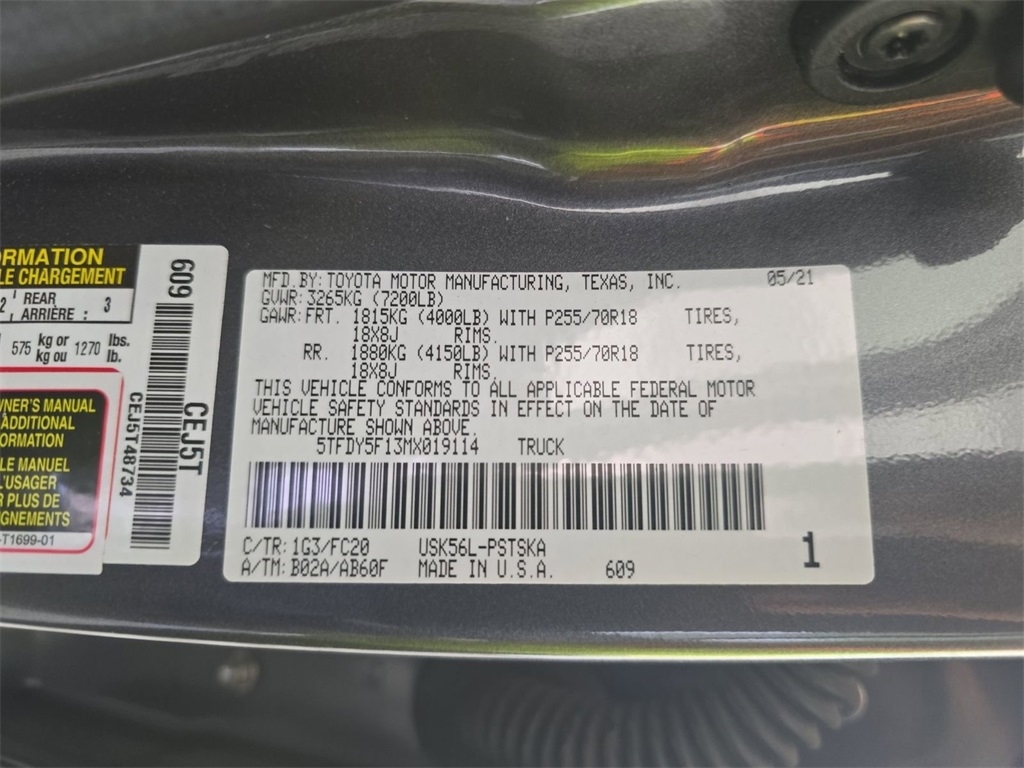 ORMATION
LE CHARGEMENT
2 REAR ARRIÈRE : 3
575 kg or kg ou 1270 lbs. lb.
WNER'S MANUAL
ADDITIONAL
ORMATION
LE MANUEL
L'USAGER
R PLUS DE
IGNEMENTS
-T1699-01
609
CEJ5T
CEJ5T48734
MFD.BY:TOYOTA MOTOR MANUFACTURING, TEXAS, INC. 05/21
GVWR:3265KG (7200LB)
GAWR:FRT. 1815KG (4000LB) WITH P255/70R18 TIRES,
18X8J RIMS.
RR. 1880KG (4150LB) WITH P255/70R18 TIRES,
18X8J RIMS.
THIS VEHICLE CONFORMS TO ALL APPLICABLE FEDERAL MOTOR
VEHICLE SAFETY STANDARDS IN EFFECT ON THE DATE OF
MANUFACTURE SHOWN ABOVE.
5TFDY5F13MX019114 TRUCK
C/TR:1G3/FC20 USK56L-PSTSKA
A/TM:B02A/AB60F MADE IN U.S.A. 609
1